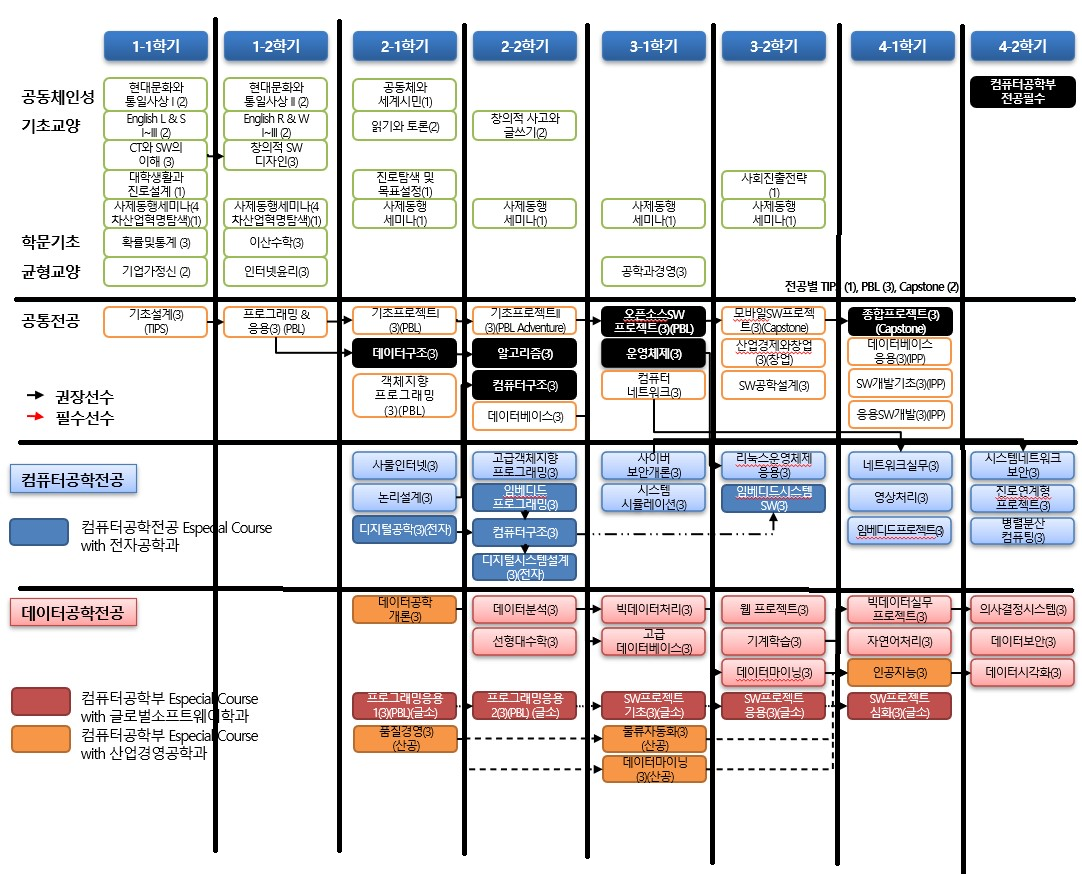 1-1학기
1-2학기
2-1학기
2-2학기
3-1학기
3-2학기
4-1학기
4-2학기
공동체인성
현대문화와
통일사상 I (2)
현대문화와
통일사상 II (2)
공동체와
세계시민(1)
컴퓨터공학부
전공필수
기초교양
English L & S
I~III (2)
English R & W
I~III (2)
읽기와 토론(2)
창의적 사고와
글쓰기(2)
CT와 SW의
이해 (3)
창의적 SW
디자인(3)
대학생활과
진로설계 (1)
진로탐색 및
목표설정(1)
사회진출전략
(1)
사제동행세미나(4
차산업혁명탐색)(1)
사제동행세미나(4
차산업혁명탐색)(1)
사제동행
세미나(1)
사제동행
세미나(1)
사제동행
세미나(1)
사제동행
세미나(1)
학문기초
확률및통계 (3)
이산수학(3)
균형교양
기업가정신 (2)
인터넷윤리(3)
공학과경영(3)
전공별 TIPS (1), PBL (3), Capstone (2)
공통전공
기초설계(3)
(TIPS)
프로그래밍 &
응용(3) (PBL)
기초프로젝트I
(3)(PBL)
기초프로젝트II
(3)(PBL Adventure)
오픈소스SW
프로젝트(3)(PBL)
모바일SW프로젝
트(3)(Capstone)
종합프로젝트(3)
(Capstone)
데이터구조(3)
알고리즘(3)
운영체제(3)
산업경제와창업
(3)(창업)
데이터베이스
응용(3)(IPP)
객체지향
프로그래밍
(3)(PBL)
컴퓨터구조(3)
컴퓨터
네트워크(3)
SW공학설계(3)
SW개발기초(3)(IPP)
데이터베이스(3)
응용SW개발(3)(IPP)
권장선수
필수선수
컴퓨터공학전공
사물인터넷(3)
고급객체지향
프로그래밍(3)
사이버
보안개론(3)
리눅스운영체제
응용(3)
네트워크실무(3)
시스템네트워크
보안(3)
논리설계(3)
임베디드
프로그래밍(3)
시스템
시뮬레이션(3)
임베디드시스템
SW(3)
영상처리(3)
진로연계형
프로젝트(3)
컴퓨터공학전공 Especial Course
with 전자공학과
디지털공학(3)(전자)
컴퓨터구조(3)
임베디드프로젝트(3)
병렬분산
컴퓨팅(3)
디지털시스템설계
(3)(전자)
데이터공학전공
데이터공학
개론(3)
데이터분석(3)
빅데이터처리(3)
웹 프로젝트(3)
빅데이터실무
프로젝트(3)
의사결정시스템(3)
선형대수학(3)
고급
데이터베이스(3)
기계학습(3)
자연어처리(3)
데이터보안(3)
데이터마이닝(3)
인공지능(3)
데이터시각화(3)
컴퓨터공학부 Especial Course
with 글로벌소프트웨어학과
프로그래밍응용
1(3)(PBL)(글소)
프로그래밍응용
2(3)(PBL) (글소)
SW프로젝트
기초(3)(글소)
SW프로젝트
응용(3)(글소)
SW프로젝트
심화(3)(글소)
컴퓨터공학부 Especial Course
with 산업경영공학과
품질경영(3)
(산공)
물류자동화(3)
(산공)
데이터마이닝
(3)(산공)